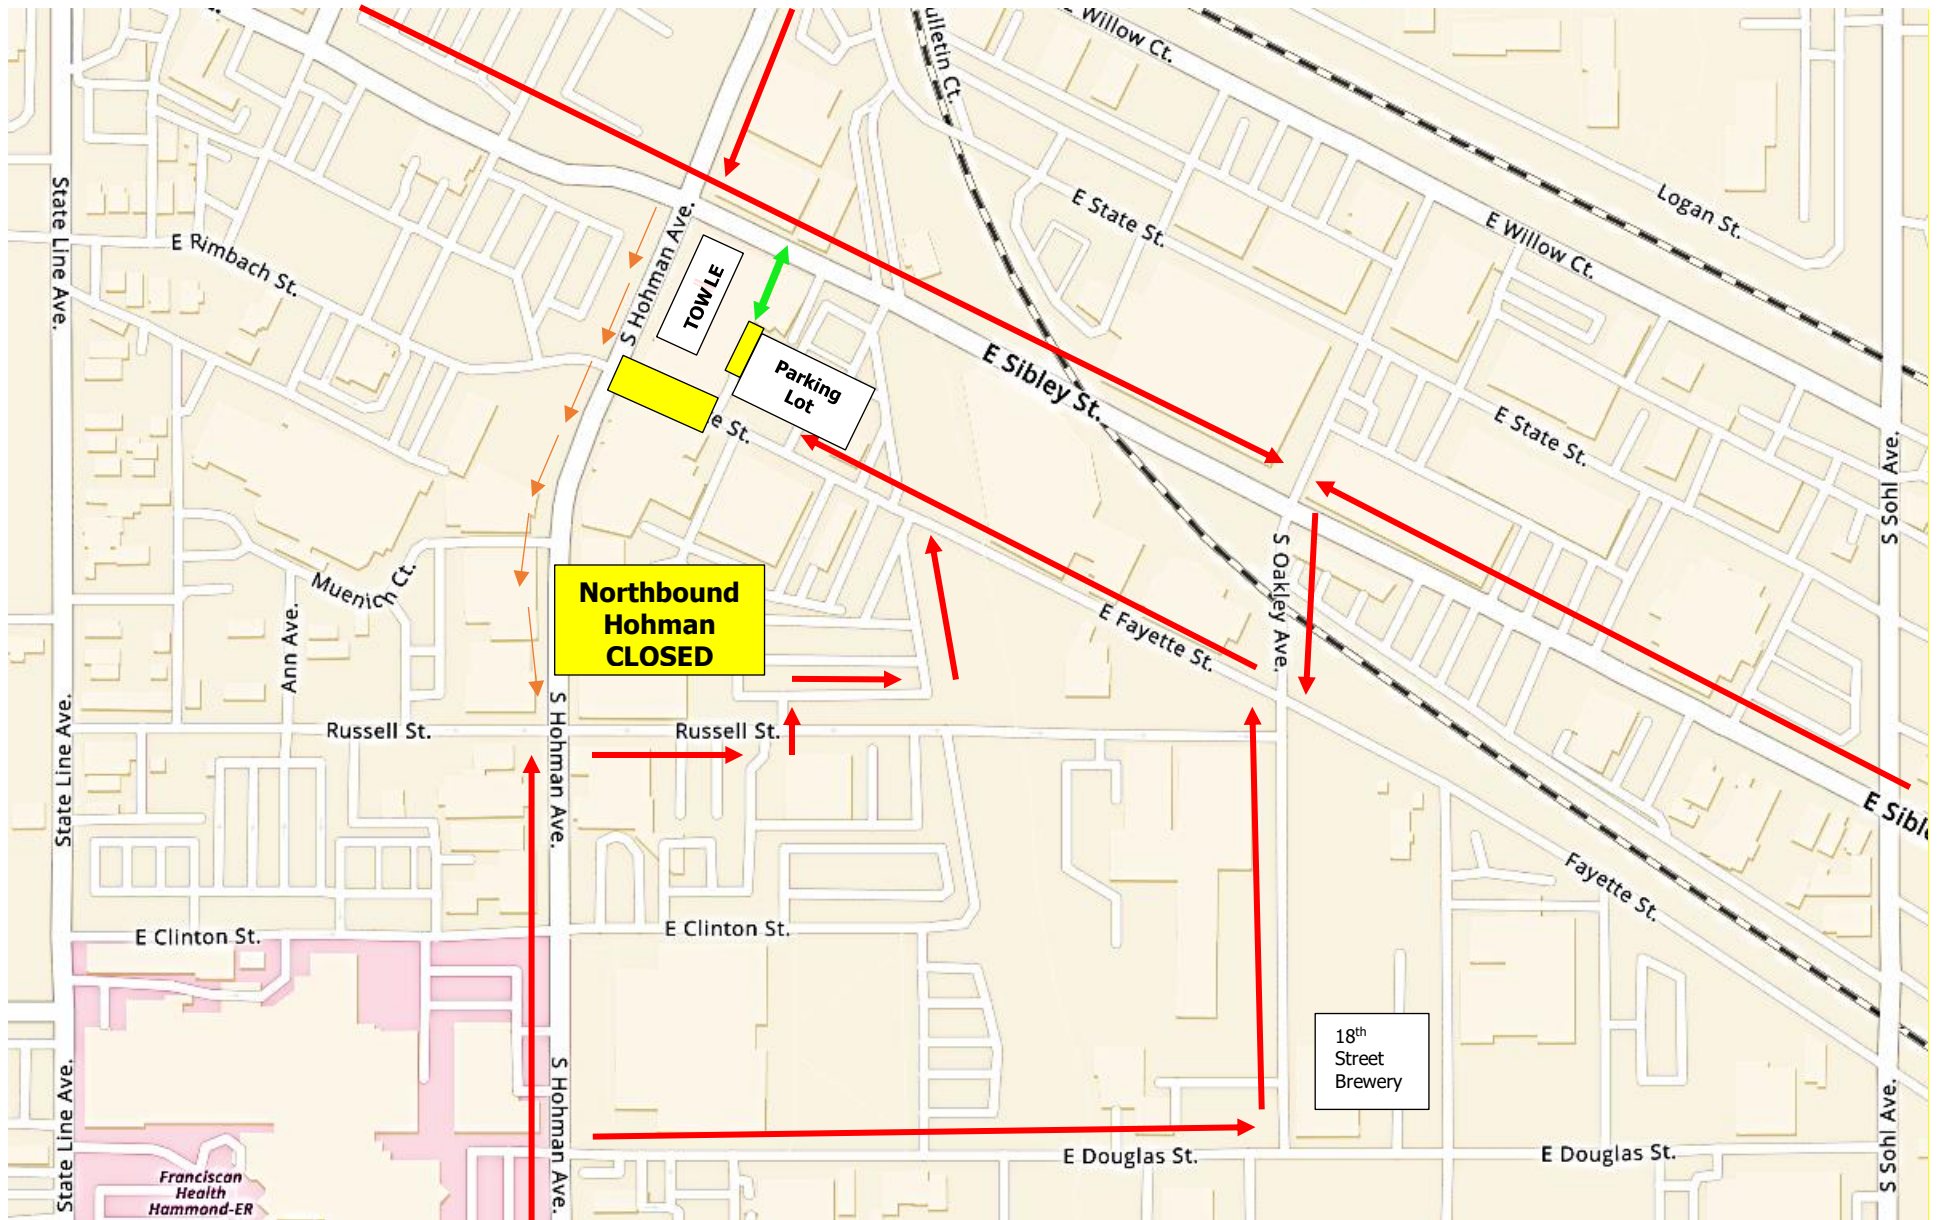 ulletin Ct.
E Willow Ct.
State Line Ave.
E Rimbach St.
S Hohman Ave.
TOWLE
Parking
Lot
e St.
E State St.
E Willow Ct.
Logan St.
E Sibley St.
E State St.
S Sohl Ave.
S Oakley Ave.
Muenich Ct.
Ann Ave.
Northbound
Hohman
CLOSED
E Fayette St.
State Line Ave.
Russell St.
S Hohman Ave.
Russell St.
E Sible
Fayette St.
E Clinton St.
E Clinton St.
18th
Street
Brewery
State Line Ave.
S Hohman Ave.
E Douglas St.
E Douglas St.
S Sohl Ave.
Franciscan
Health
Hammond-ER